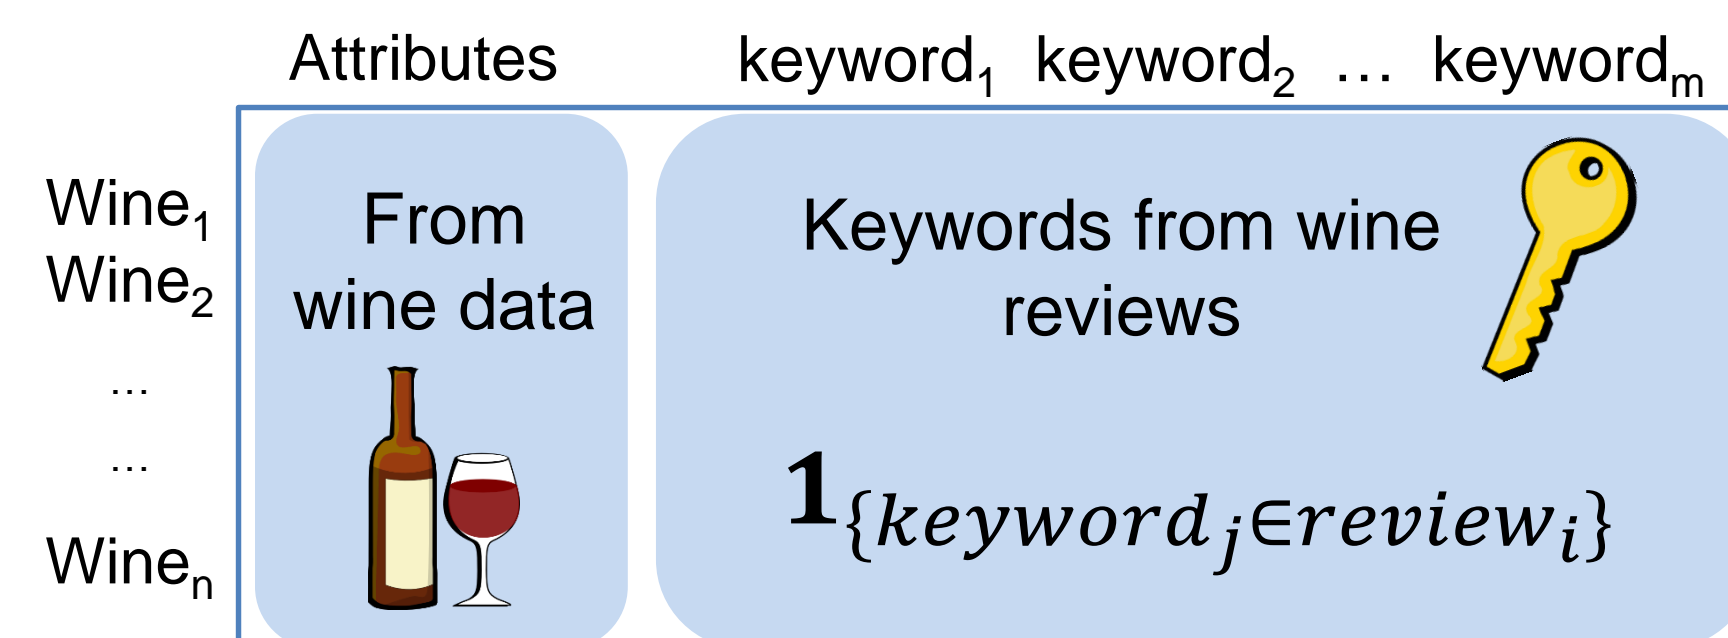 Attributes keyword₁ keyword₂ … keywordₘ
Wine₁
Wine₂
…
…
Wineₙ
From
wine data
Keywords from wine
reviews
𝟏{keywordⱼ∈reviewᵢ}